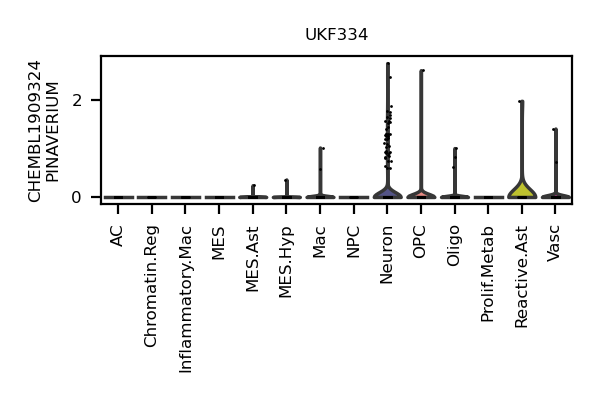 UKF334
CHEMBL1909324
PINAVERIUM
2
0
AC
Chromatin.Reg
Inflammatory.Mac
MES
MES.Ast
MES.Hyp
Mac
NPC
Neuron
OPC
Oligo
Prolif.Metab
Reactive.Ast
Vasc